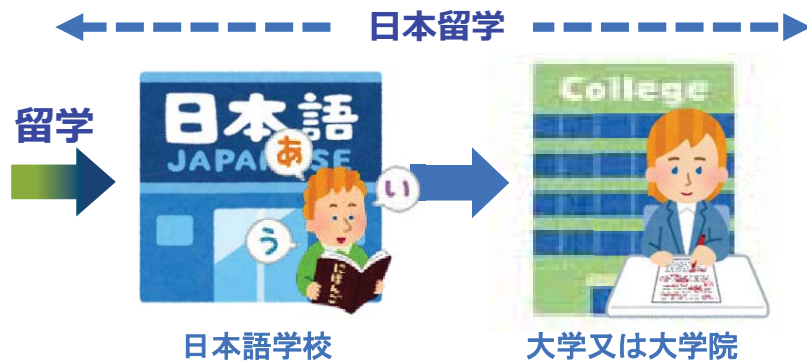 日本留学
留学
日本語
JAPANESE
あ
い
う
にほんご
College
日本語学校
大学又は大学院